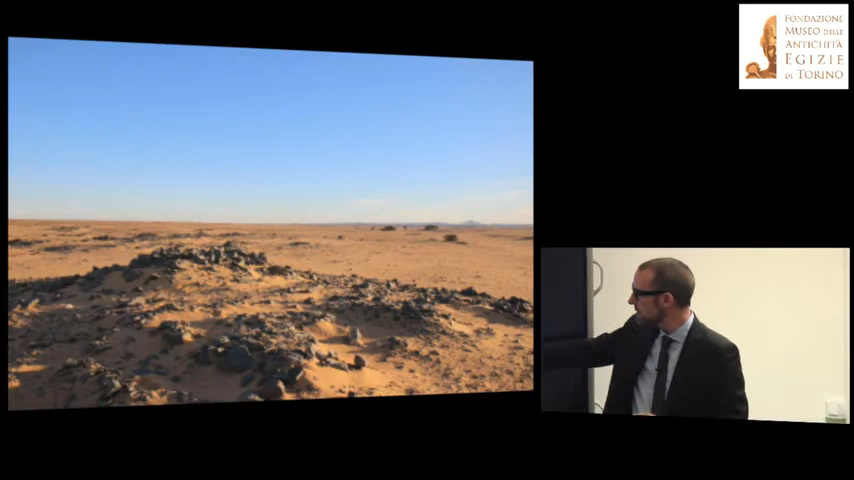 FONDAZIONE
MUSEO DELLE
ANTICHITÀ
EGIZIE
DI TORINO